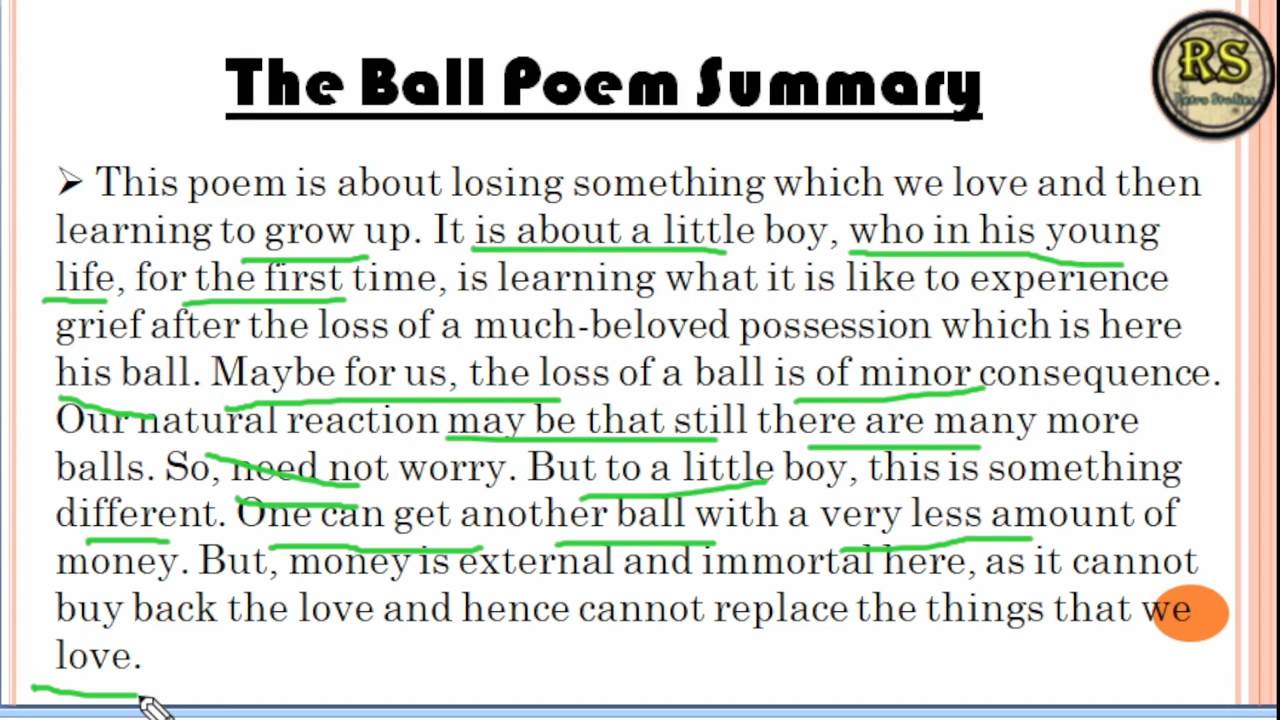 The Ball Poem Summary
RS
➢ This poem is about losing something which we love and then
learning to grow up. It is about a little boy, who in his young
life, for the first time, is learning what it is like to experience
grief after the loss of a much-beloved possession which is here
his ball. Maybe for us, the loss of a ball is of minor consequence.
Our natural reaction may be that still there are many more
balls. So, need not worry. But to a little boy, this is something
different. One can get another ball with a very less amount of
money. But, money is external and immortal here, as it cannot
buy back the love and hence cannot replace the things that we
love.